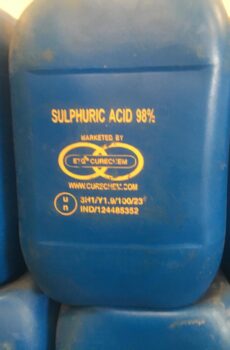 SULPHURIC ACID 98%
MARKETED BY
CURECHEM
WWW.CURECHEM.COM
u
n
3H1/Y1.9/100/23
IND/124485352